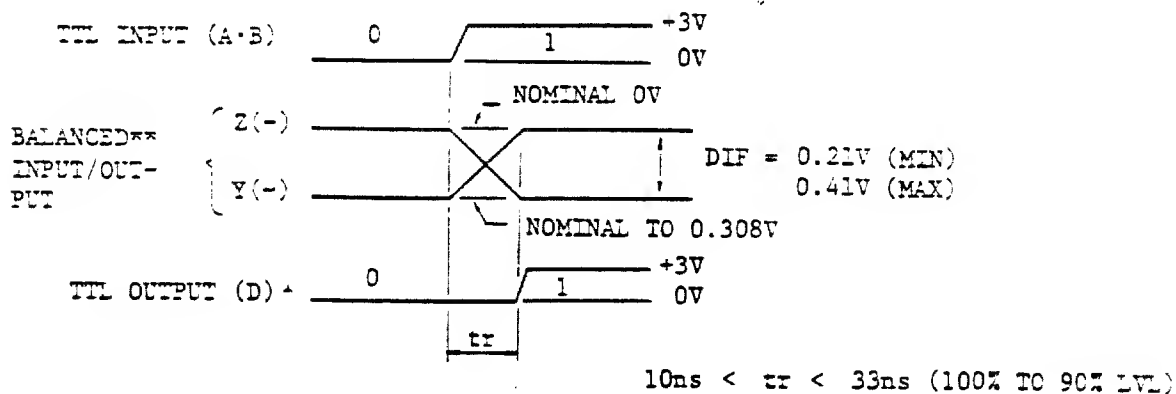 TTL INPUT (A·B) 0 1 +3V
0V
NOMINAL 0V
BALANCED** INPUT/OUT-PUT
Z(-)
Y(-)
DIF = 0.21V (MIN)
0.41V (MAX)
NOMINAL TO 0.308V
TTL OUTPUT (D) 0 1 +3V
0V
tr
10ns < tr < 33ns (100% TO 90% LVL)